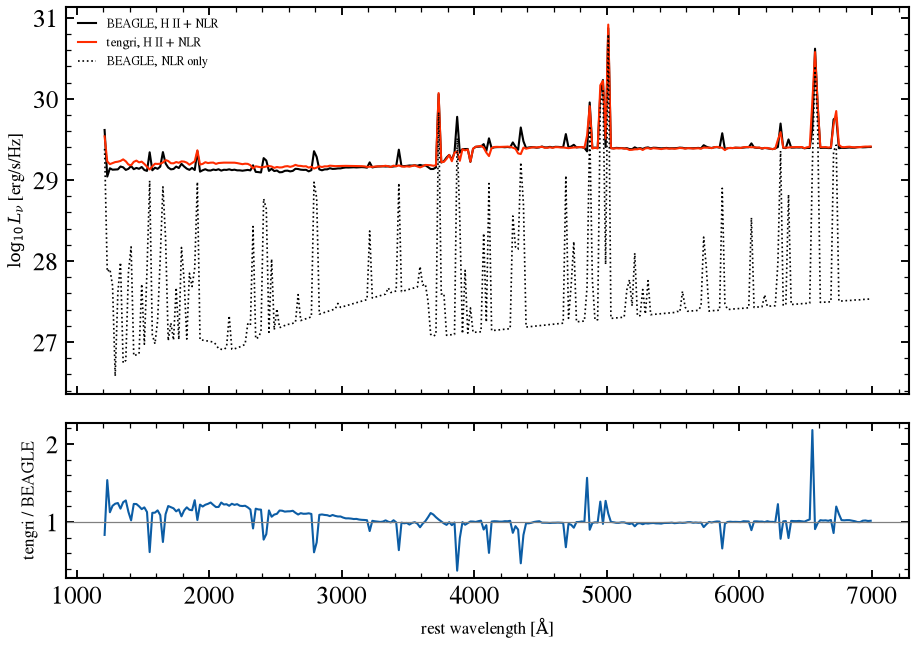 31
30
29
28
27
log₁₀ Lᵥ [erg/s/Hz]
BEAGLE, H II + NLR
tengri, H II + NLR
BEAGLE, NLR only
2
1
tengri / BEAGLE
1000 2000 3000 4000 5000 6000 7000
rest wavelength [Å]